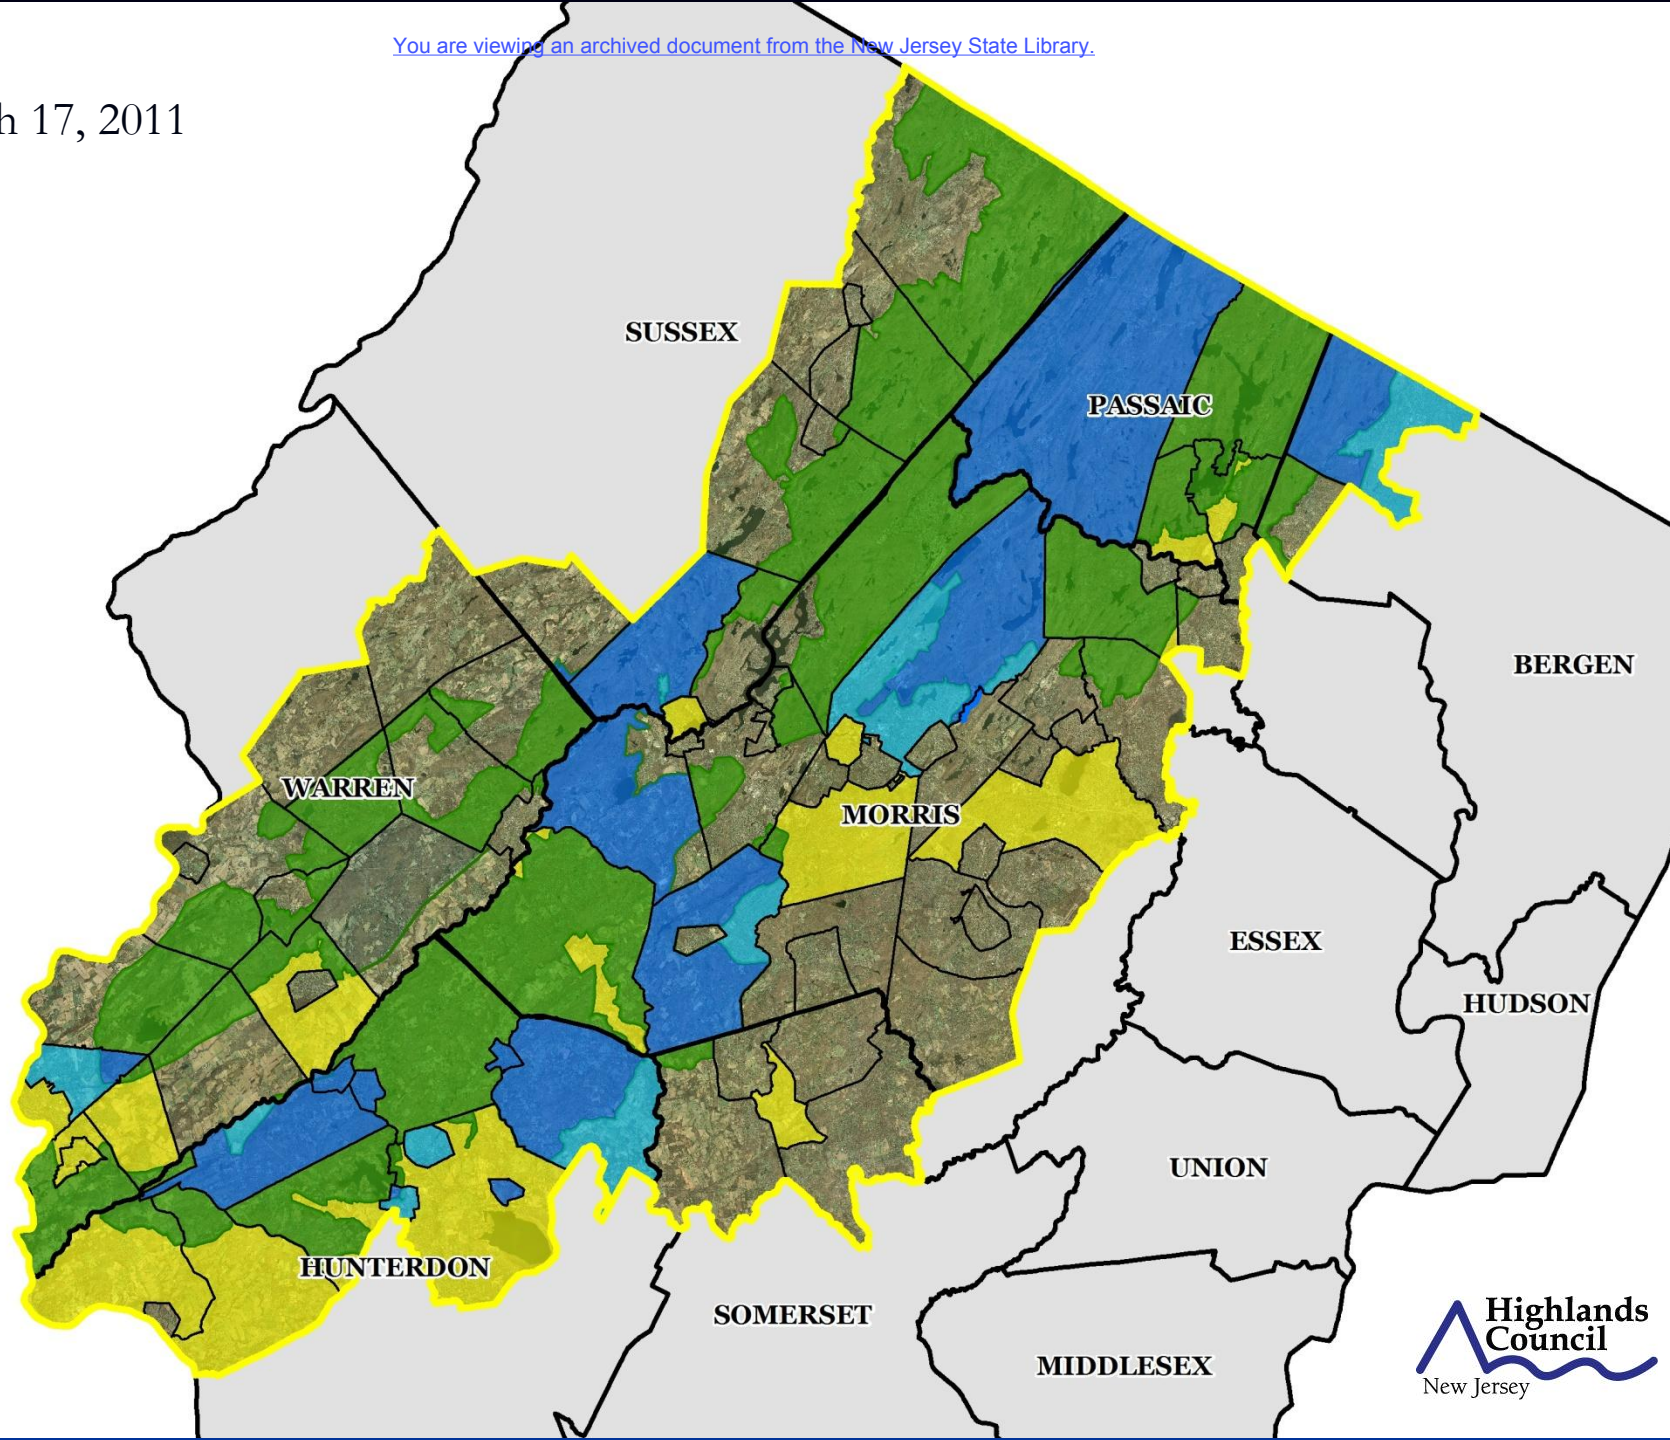 You are viewing an archived document from the New Jersey State Library.
h 17, 2011
SUSSEX
PASSAIC
BERGEN
WARREN
MORRIS
ESSEX
HUDSON
UNION
HUNTERDON
SOMERSET
MIDDLESEX
Highlands
Council
New Jersey